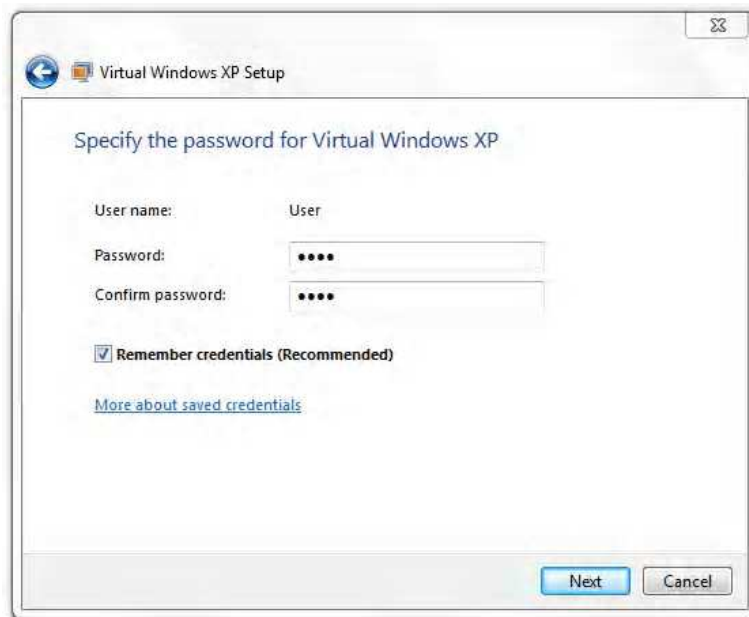 Virtual Windows XP Setup
Specify the password for Virtual Windows XP
User name: User
Password: ••••
Confirm password: ••••
Remember credentials (Recommended)
More about saved credentials
Next Cancel